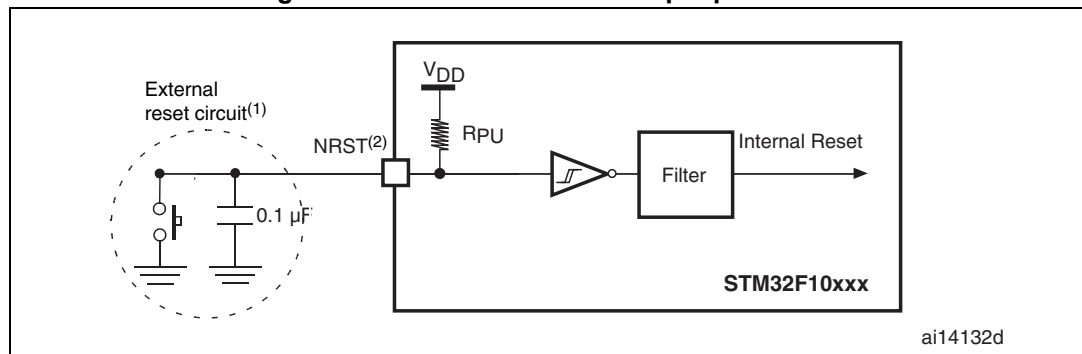 External
reset circuit(1)
VDD
RPU
NRST(2)
Internal Reset
Filter
0.1 µF
STM32F10xxx
ai14132d